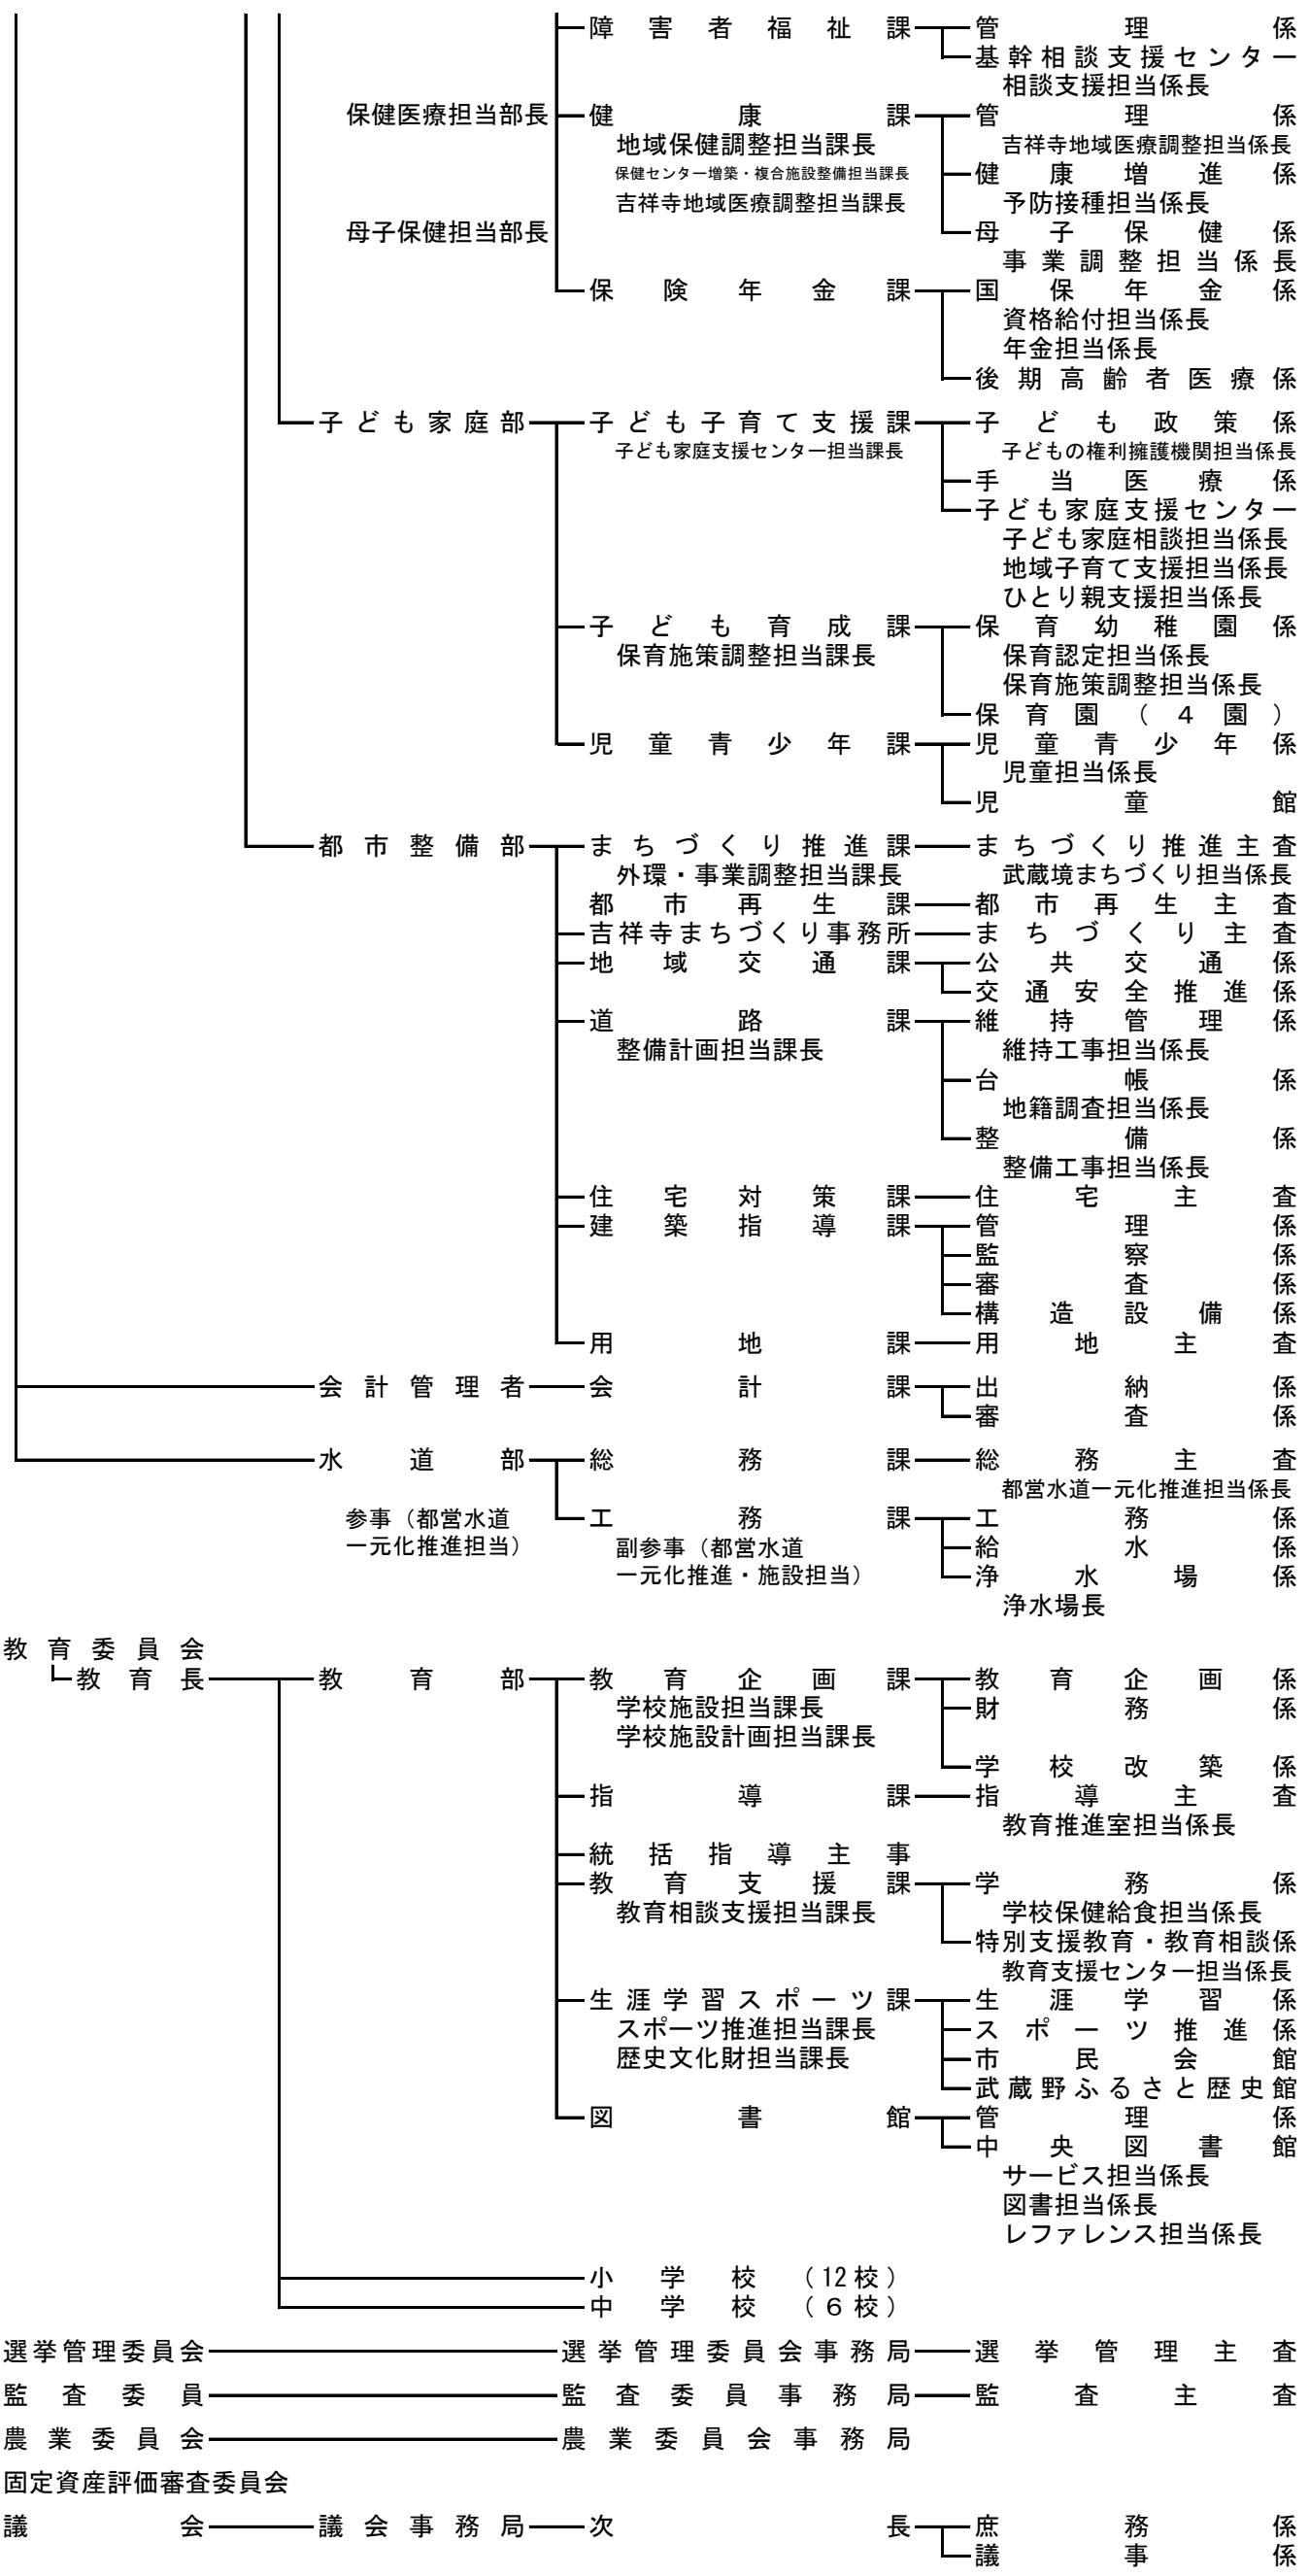 障害者福祉課 管理係
基幹相談支援センター
相談支援担当係長
保健医療担当部長 健康課 管理係
地域保健調整担当課長 吉祥寺地域医療調整担当係長
保健センター増築・複合施設整備担当課長 健康増進係
吉祥寺地域医療調整担当課長 予防接種担当係長
母子保健担当部長 母子保健係
事業調整担当係長
保険年金課 国保年金係
資格給付担当係長
年金担当係長
後期高齢者医療係
子ども家庭部 子ども子育て支援課 子ども政策係
子ども家庭支援センター担当課長 子どもの権利擁護機関担当係長
手当医療係
子ども家庭支援センター
子ども家庭相談担当係長
地域子育て支援担当係長
ひとり親支援担当係長
子ども育成課 保育幼稚園係
保育施策調整担当課長 保育認定担当係長
保育施策調整担当係長
保育園（４園）
児童青少年課 児童青少年係
児童担当係長
児童館
都市整備部 まちづくり推進課 まちづくり推進主査
外環・事業調整担当課長 武蔵境まちづくり担当係長
都市再生課 都市再生主査
吉祥寺まちづくり事務所 まちづくり主査
地域交通課 公共交通係
交通安全推進係
道路課 維持管理係
整備計画担当課長 維持工事担当係長
台帳係
地籍調査担当係長
整備係
整備工事担当係長
住宅対策課 住宅主査
建築指導課 管理係
監察係
審査係
構造設備係
用地課 用地主査
会計管理者 会計課 出納係
審査係
水道部 総務課 総務主査
都営水道一元化推進担当係長
参事（都営水道 工務課 工務係
一元化推進担当） 副参事（都営水道 給水係
一元化推進・施設担当） 浄水場係
浄水場長
教育委員会
教育長 教育部 教育企画課 教育企画係
学校施設担当課長 財務係
学校施設計画担当課長
学校改築係
指導課 指導主査
教育推進室担当係長
統括指導主事
教育支援課 学務係
教育相談支援担当課長 学校保健給食担当係長
特別支援教育・教育相談係
教育支援センター担当係長
生涯学習スポーツ課 生涯学習係
スポーツ推進担当課長 スポーツ推進係
歴史文化財担当課長 市民会館
武蔵野ふるさと歴史館
図書館 管理係
中央図書館
サービス担当係長
図書担当係長
レファレンス担当係長
小学校（12校）
中学校（６校）
選挙管理委員会 選挙管理委員会事務局 選挙管理主査
監査委員 監査委員事務局 監査主査
農業委員会 農業委員会事務局
固定資産評価審査委員会
議会 議会事務局 次長 庶務係
議事係